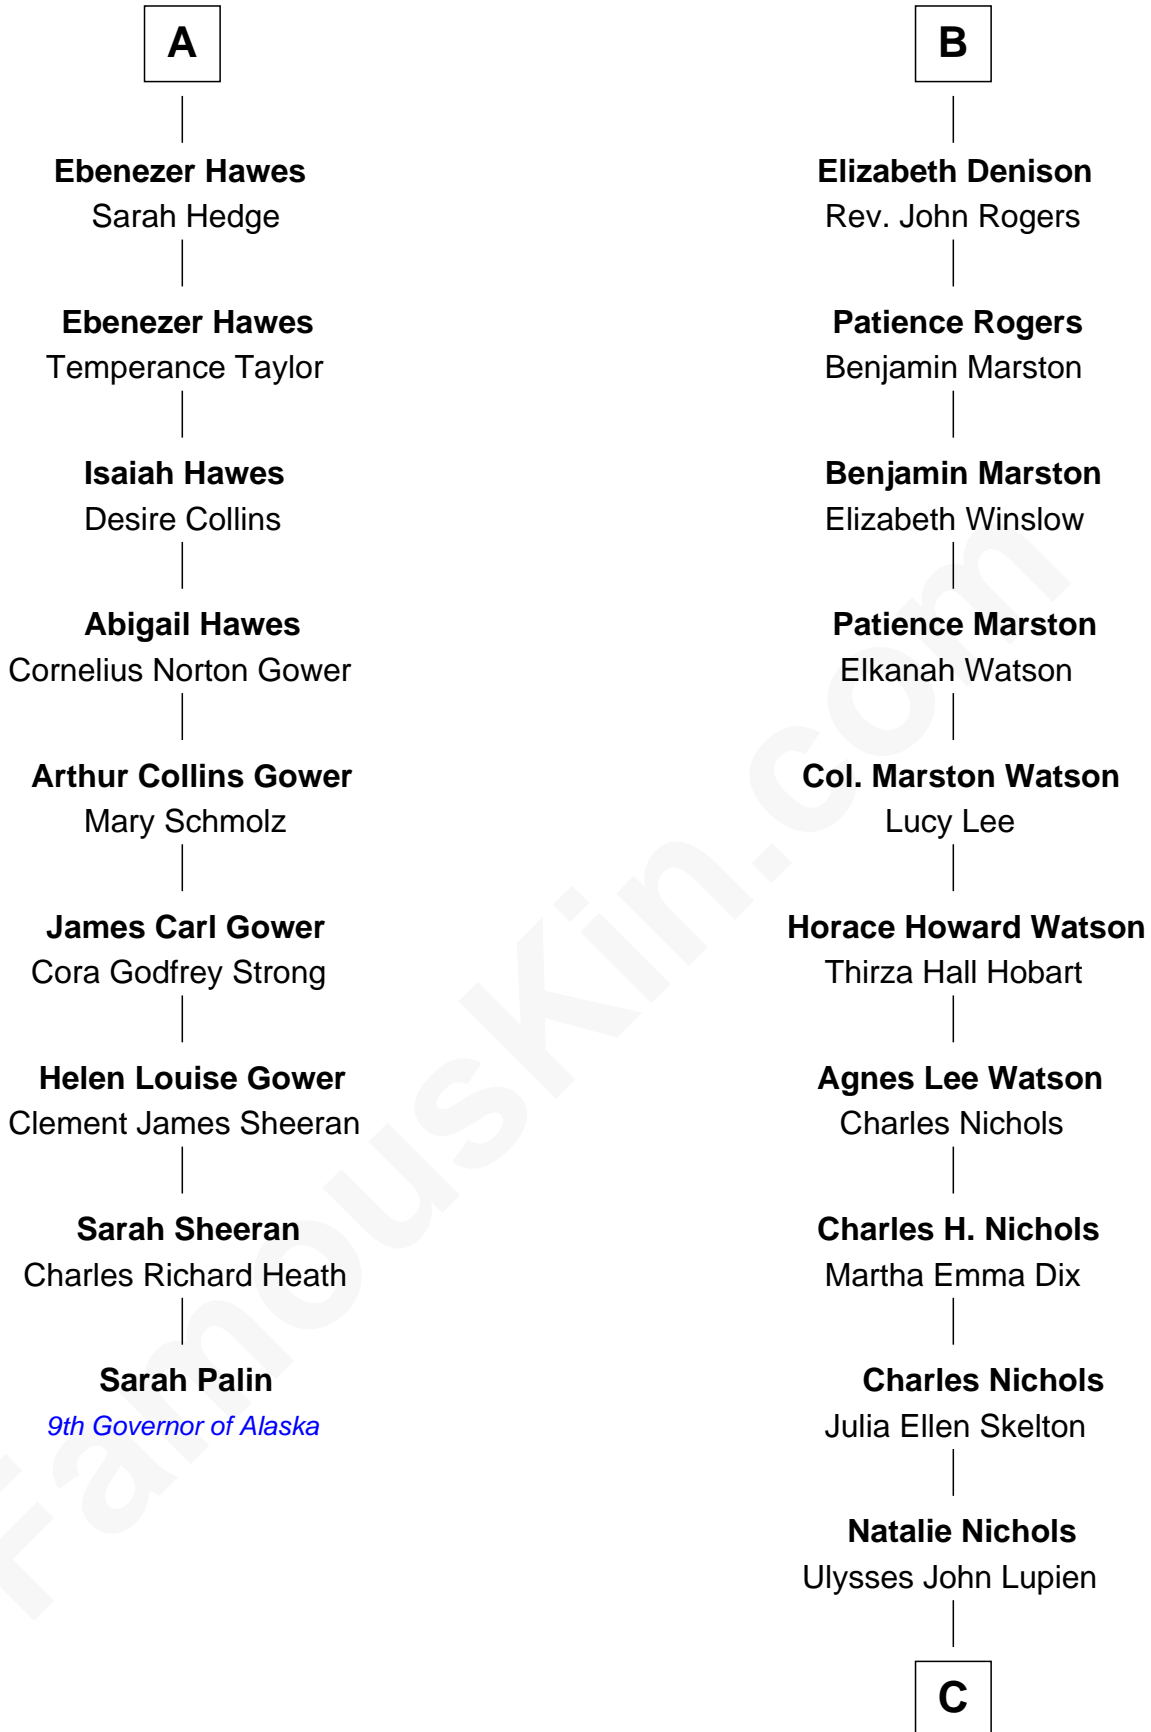 A
Ebenezer Hawes
Sarah Hedge
Ebenezer Hawes
Temperance Taylor
Isaiah Hawes
Desire Collins
Abigail Hawes
Cornelius Norton Gower
Arthur Collins Gower
Mary Schmolz
James Carl Gower
Cora Godfrey Strong
Helen Louise Gower
Clement James Sheeran
Sarah Sheeran
Charles Richard Heath
Sarah Palin
9th Governor of Alaska
B
Elizabeth Denison
Rev. John Rogers
Patience Rogers
Benjamin Marston
Benjamin Marston
Elizabeth Winslow
Patience Marston
Elkanah Watson
Col. Marston Watson
Lucy Lee
Horace Howard Watson
Thirza Hall Hobart
Agnes Lee Watson
Charles Nichols
Charles H. Nichols
Martha Emma Dix
Charles Nichols
Julia Ellen Skelton
Natalie Nichols
Ulysses John Lupien
C
FamousKin.com